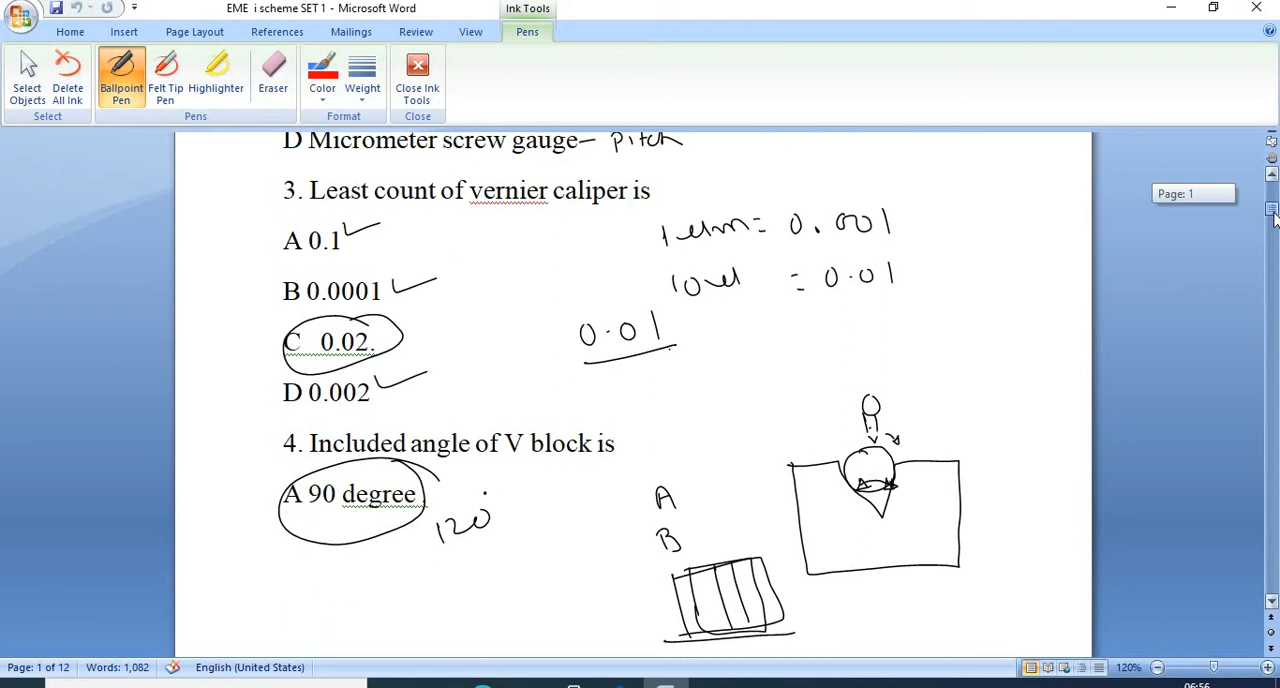 EME i scheme SET 1 - Microsoft Word
Ink Tools
Home Insert Page Layout References Mailings Review View Pens
Select Objects
Delete All Ink
Ballpoint Pen
Felt Tip Pen
Highlighter
Eraser
Color
Weight
Close Ink Tools
Select Pens Format Close
D Micrometer screw gauge- pitch
Page: 1
3. Least count of vernier caliper is
A 0.1
= 0.001
B 0.0001
= 0.01
C 0.02.
0.01
D 0.002
4. Included angle of V block is
A 90 degree.
120
A
B
Page: 1 of 12 Words: 1,082 English (United States) 120%
06:56